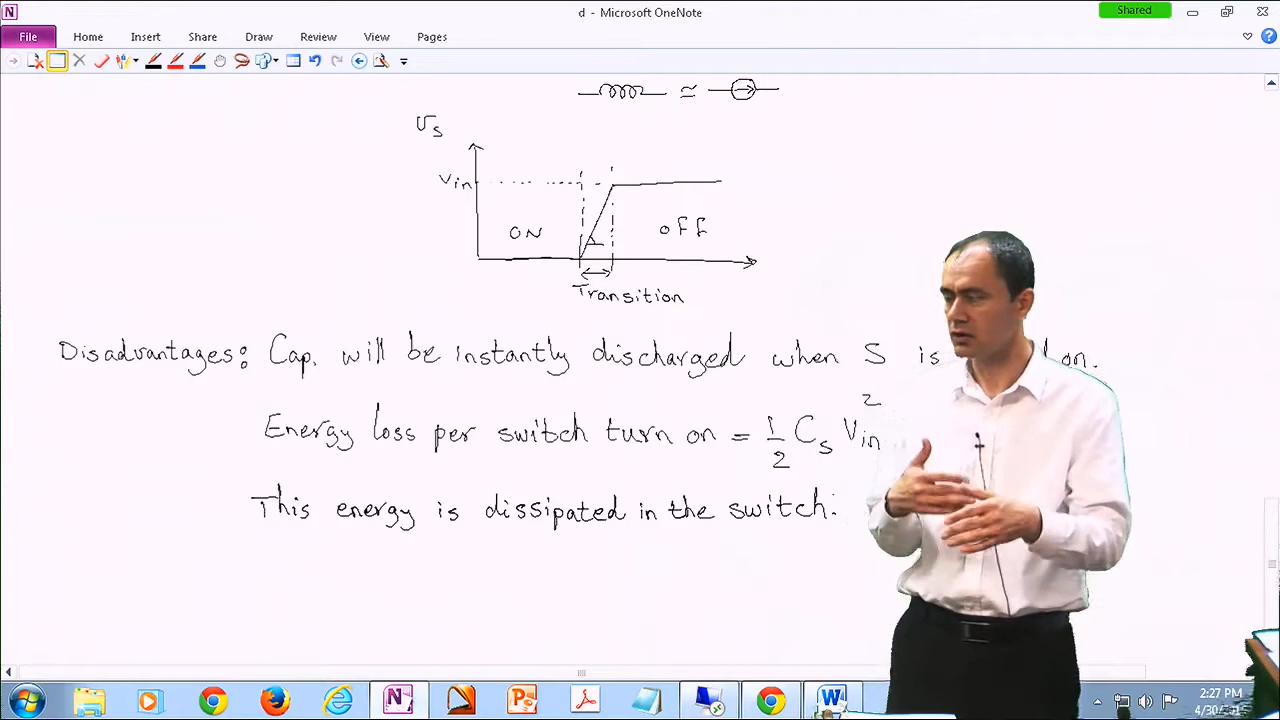 d - Microsoft OneNote
Shared
File Home Insert Share Draw Review View Pages
≃
Vs
Vin
ON OFF
Transition
Disadvantages: Cap. will be instantly discharged when S is on.
Energy loss per switch turn on = 1/2 Cs Vin²
This energy is dissipated in the switch.
2:27 PM